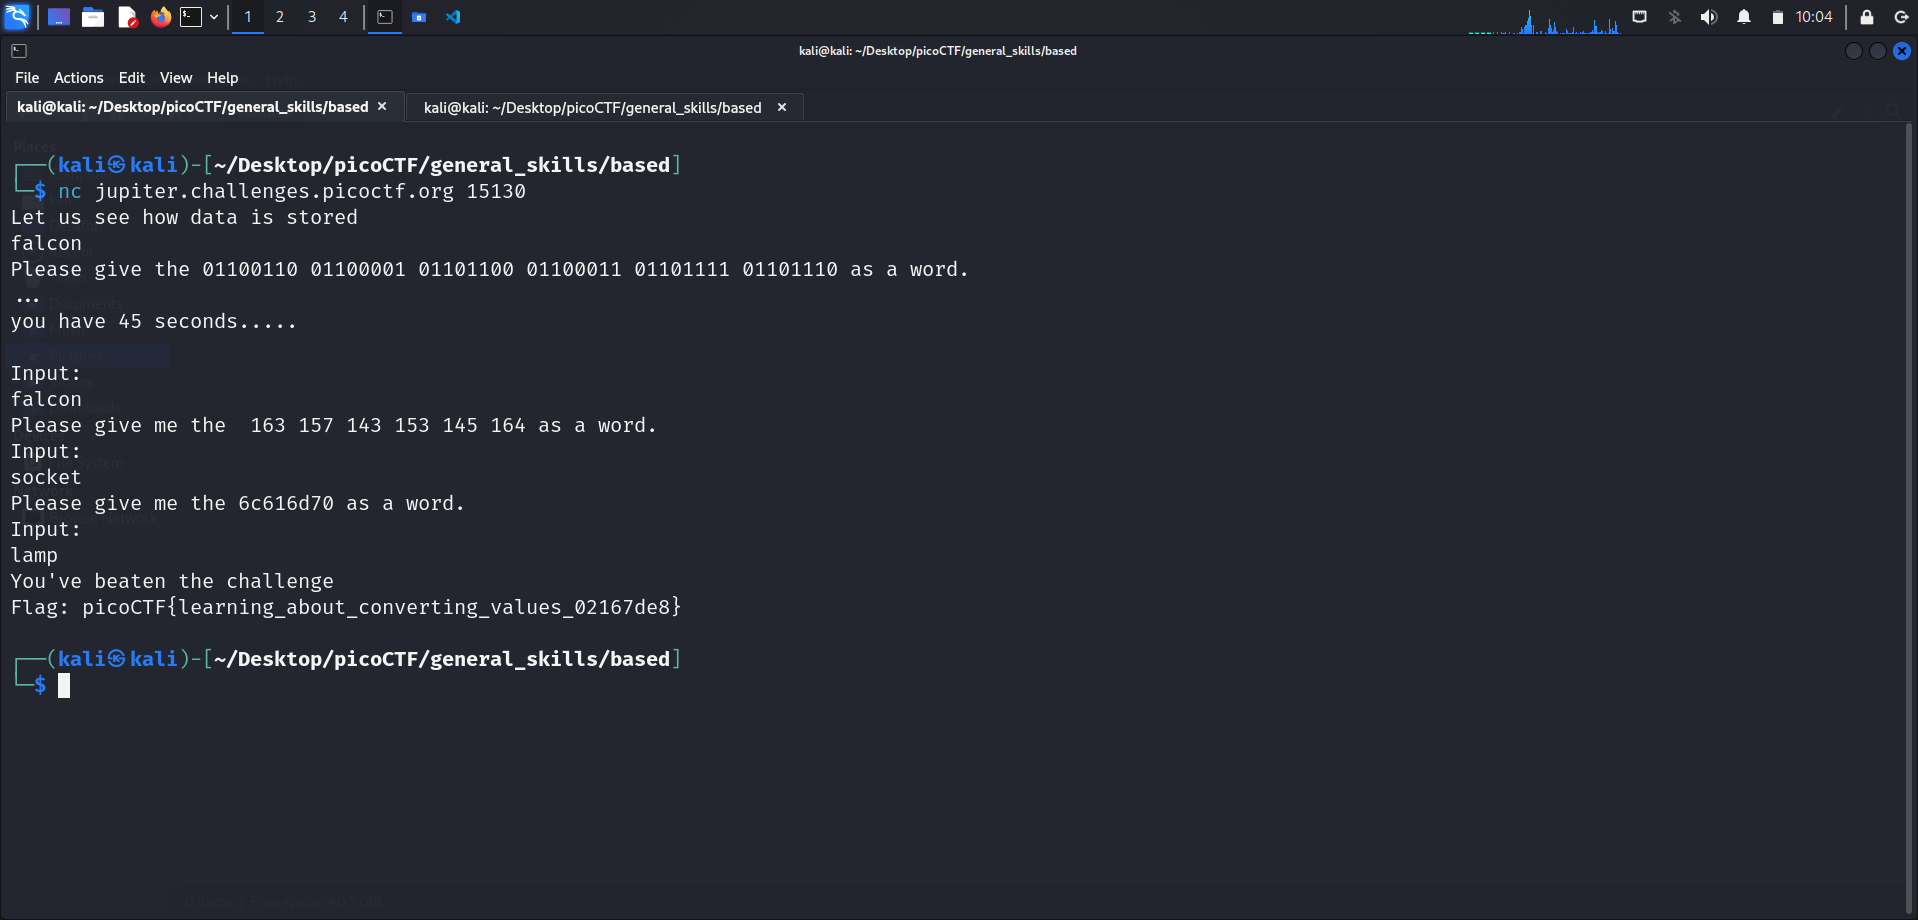 1 2 3 4 10:04
kali@kali: ~/Desktop/picoCTF/general_skills/based
File Actions Edit View Help
kali@kali: ~/Desktop/picoCTF/general_skills/based × kali@kali: ~/Desktop/picoCTF/general_skills/based ×
┌──(kali㉿kali)-[~/Desktop/picoCTF/general_skills/based]
└─$ nc jupiter.challenges.picoctf.org 15130
Let us see how data is stored
falcon
Please give the 01100110 01100001 01101100 01100011 01101111 01101110 as a word.
...
you have 45 seconds.....
Input:
falcon
Please give me the  163 157 143 153 145 164 as a word.
Input:
socket
Please give me the 6c616d70 as a word.
Input:
lamp
You've beaten the challenge
Flag: picoCTF{learning_about_converting_values_02167de8}
┌──(kali㉿kali)-[~/Desktop/picoCTF/general_skills/based]
└─$